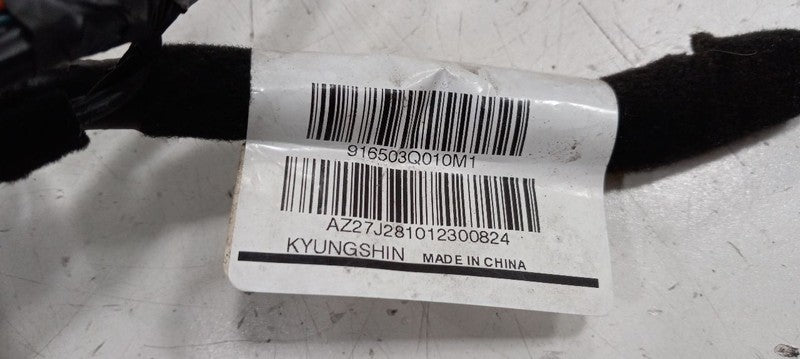 916503Q010M1
AZ27J281012300824
KYUNGSHIN MADE IN CHINA